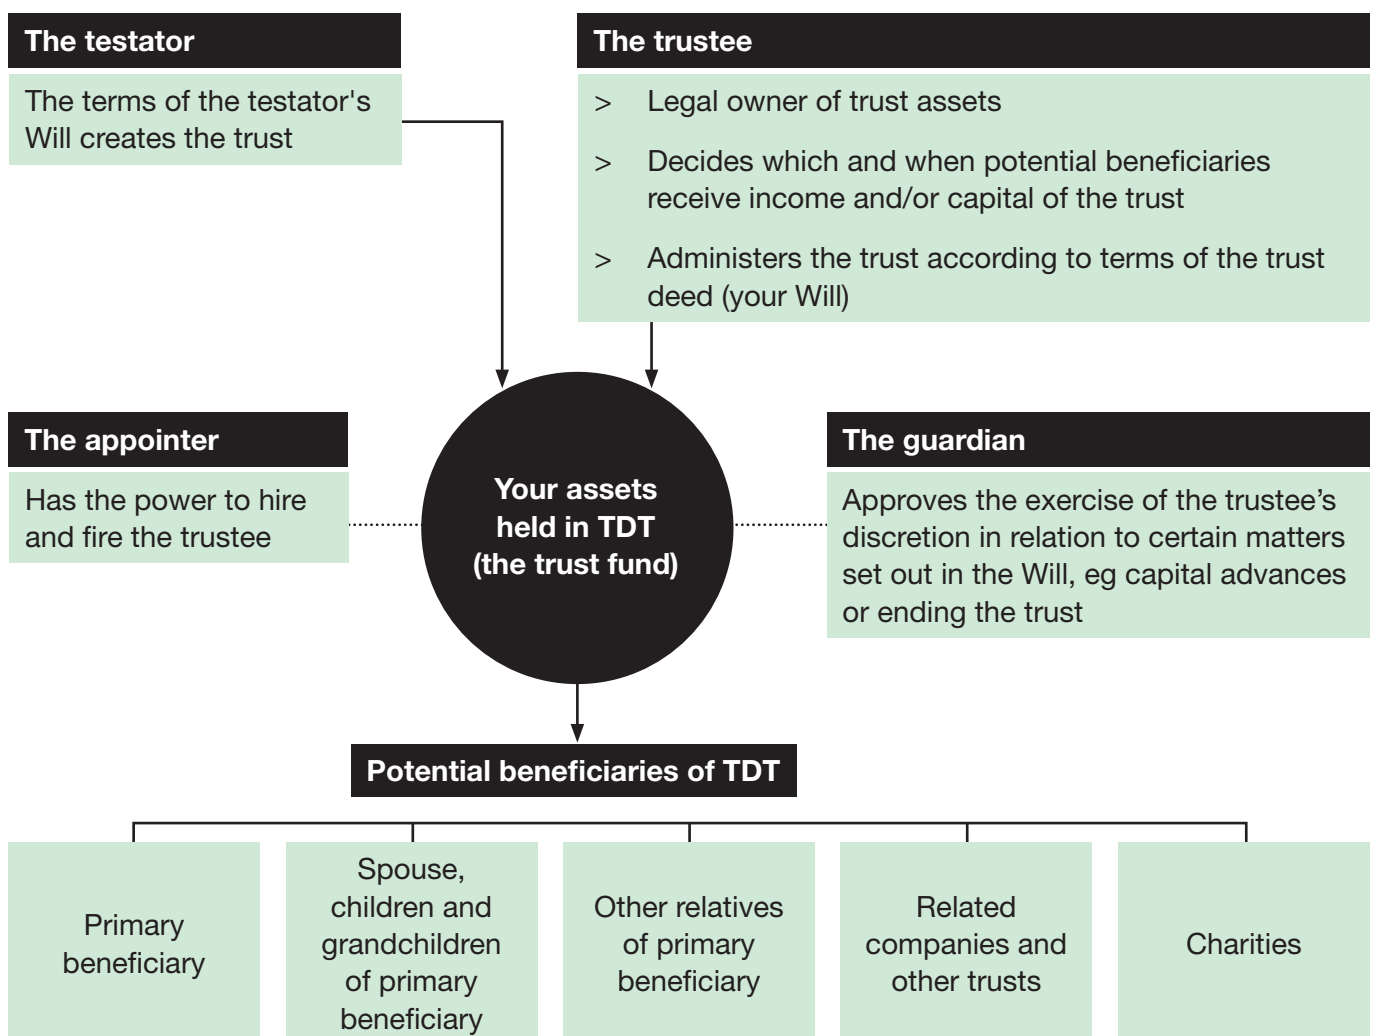 The testator
The terms of the testator's
Will creates the trust
The trustee
> Legal owner of trust assets
> Decides which and when potential beneficiaries
receive income and/or capital of the trust
> Administers the trust according to terms of the trust
deed (your Will)
The appointer
Has the power to hire
and fire the trustee
Your assets
held in TDT
(the trust fund)
The guardian
Approves the exercise of the trustee’s
discretion in relation to certain matters
set out in the Will, eg capital advances
or ending the trust
Potential beneficiaries of TDT
Primary
beneficiary
Spouse,
children and
grandchildren
of primary
beneficiary
Other relatives
of primary
beneficiary
Related
companies and
other trusts
Charities